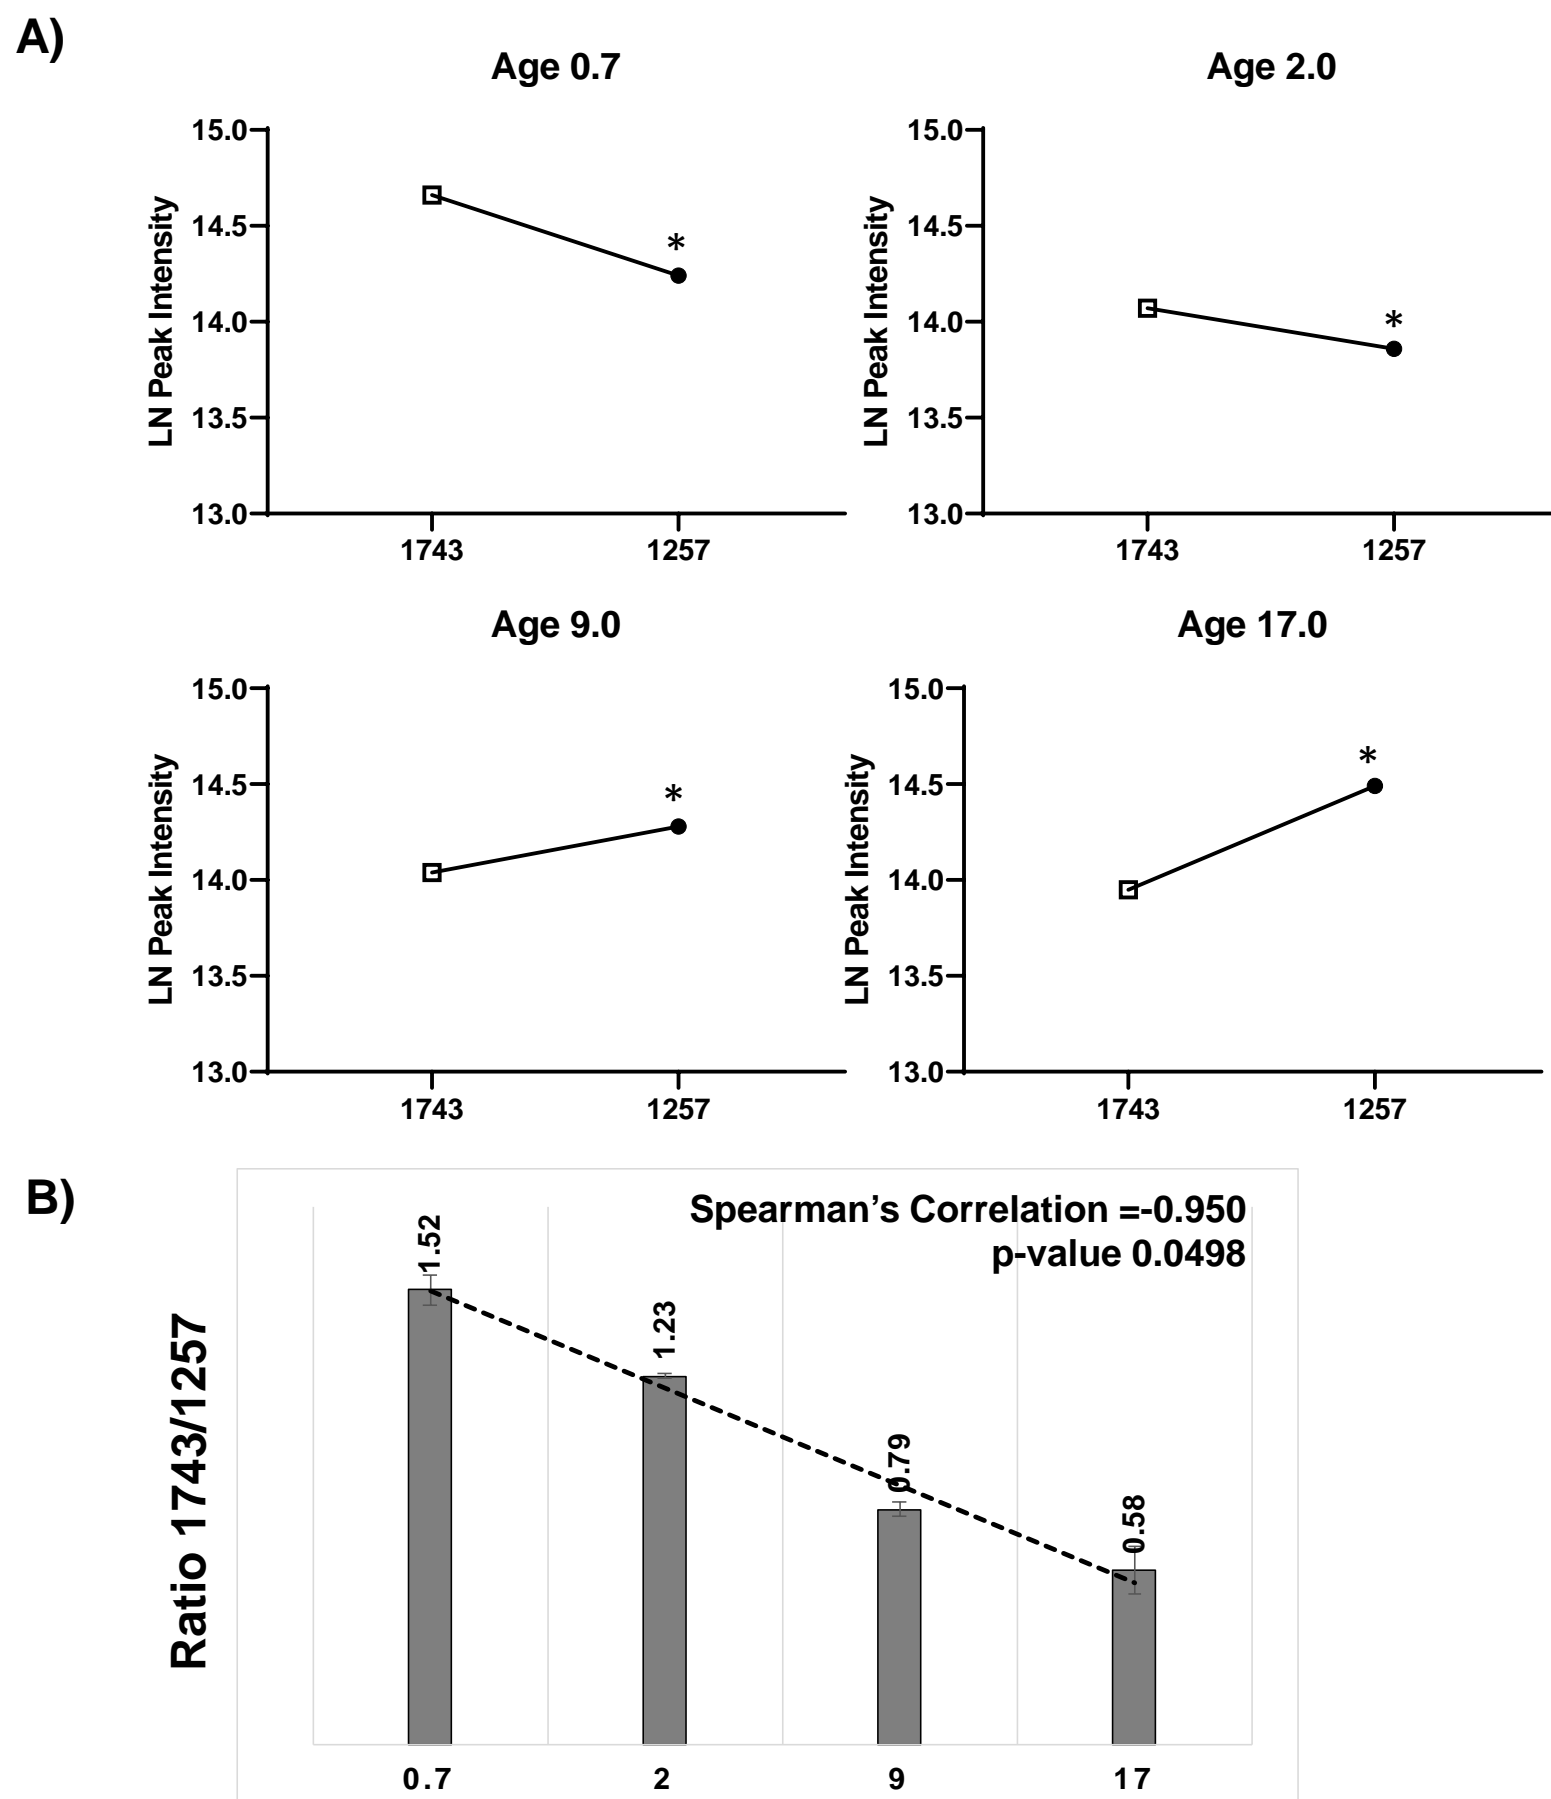 A)
Age 0.7
15.0
14.5
14.0
13.5
13.0
LN Peak Intensity
*
1743 1257
Age 2.0
15.0
14.5
14.0
13.5
13.0
LN Peak Intensity
*
1743 1257
Age 9.0
15.0
14.5
14.0
13.5
13.0
LN Peak Intensity
*
1743 1257
Age 17.0
15.0
14.5
14.0
13.5
13.0
LN Peak Intensity
*
1743 1257
B)
Spearman’s Correlation =-0.950
p-value 0.0498
Ratio 1743/1257
1.52
1.23
0.79
0.58
0.7 2 9 17